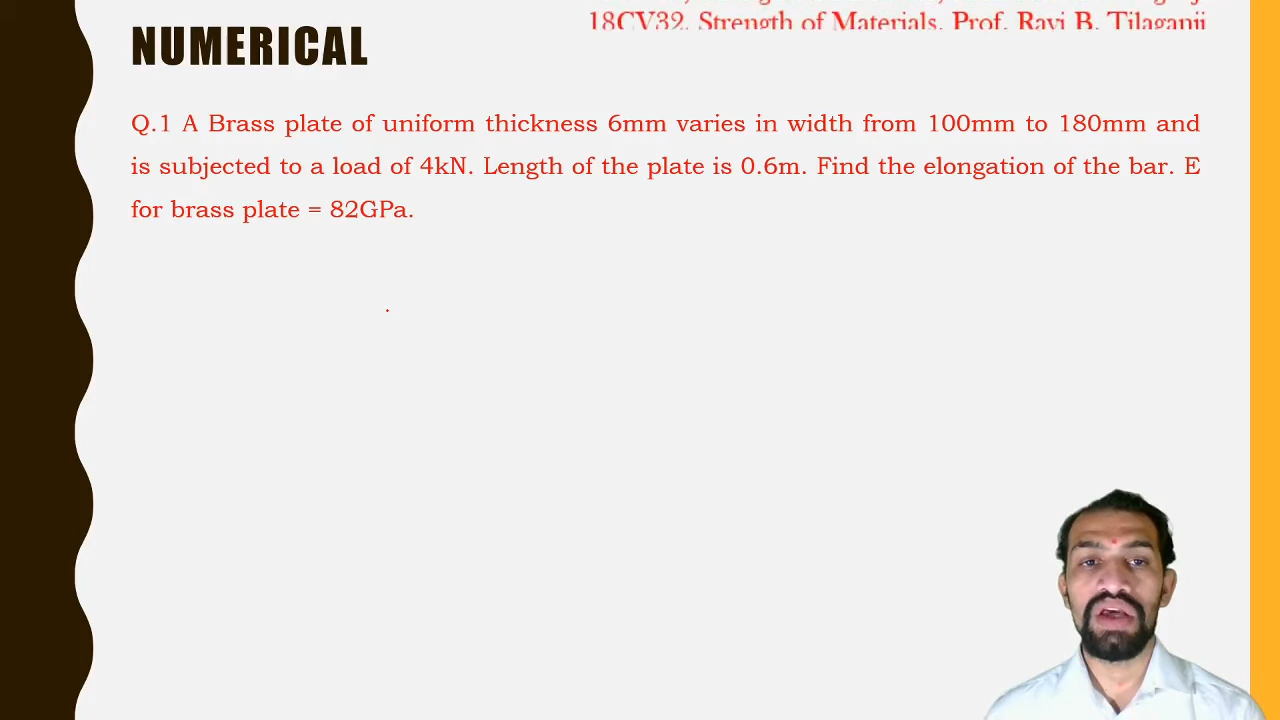 18CV32, Strength of Materials, Prof. Ravi B. Tilaganji
NUMERICAL
Q.1 A Brass plate of uniform thickness 6mm varies in width from 100mm to 180mm and
is subjected to a load of 4kN. Length of the plate is 0.6m. Find the elongation of the bar. E
for brass plate = 82GPa.